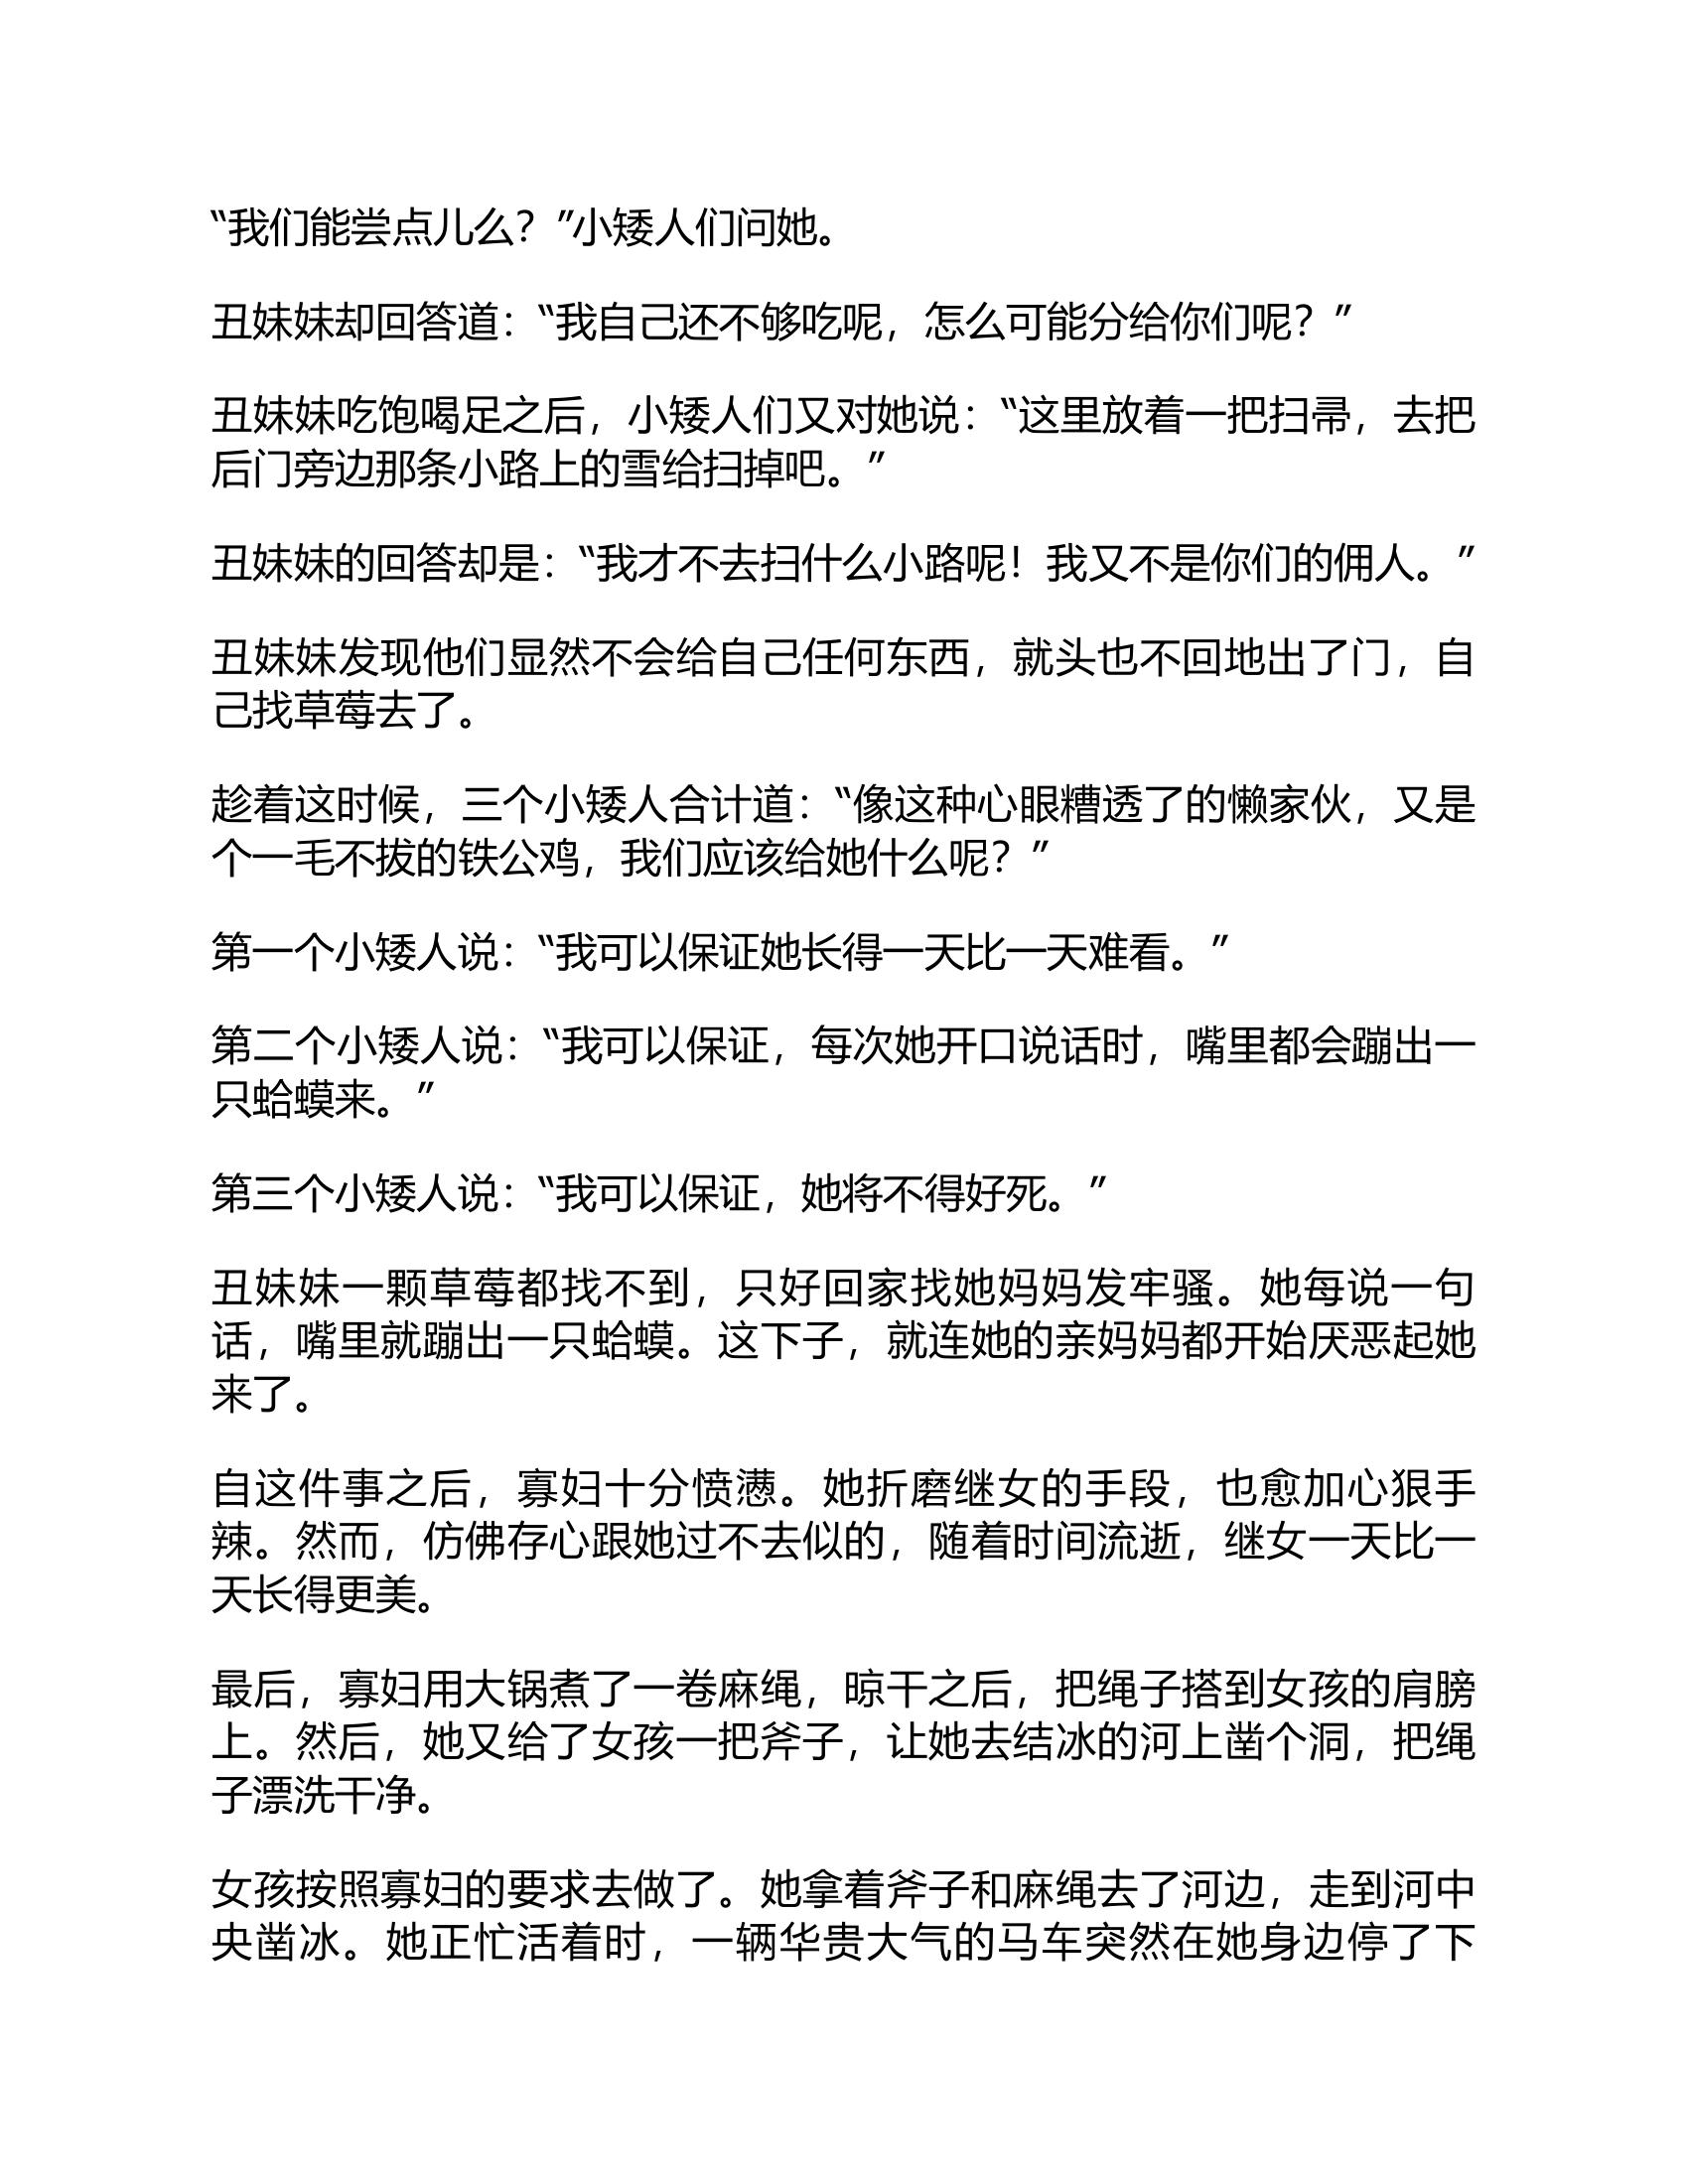 “我们能尝点儿么？”小矮人们问她。
丑妹妹却回答道：“我自己还不够吃呢，怎么可能分给你们呢？”
丑妹妹吃饱喝足之后，小矮人们又对她说：“这里放着一把扫帚，去把
后门旁边那条小路上的雪给扫掉吧。”
丑妹妹的回答却是：“我才不去扫什么小路呢！我又不是你们的佣人。”
丑妹妹发现他们显然不会给自己任何东西，就头也不回地出了门，自
己找草莓去了。
趁着这时候，三个小矮人合计道：“像这种心眼糟透了的懒家伙，又是
个一毛不拔的铁公鸡，我们应该给她什么呢？”
第一个小矮人说：“我可以保证她长得一天比一天难看。”
第二个小矮人说：“我可以保证，每次她开口说话时，嘴里都会蹦出一
只蛤蟆来。”
第三个小矮人说：“我可以保证，她将不得好死。”
丑妹妹一颗草莓都找不到，只好回家找她妈妈发牢骚。她每说一句
话，嘴里就蹦出一只蛤蟆。这下子，就连她的亲妈妈都开始厌恶起她
来了。
自这件事之后，寡妇十分愤懑。她折磨继女的手段，也愈加心狠手
辣。然而，仿佛存心跟她过不去似的，随着时间流逝，继女一天比一
天长得更美。
最后，寡妇用大锅煮了一卷麻绳，晾干之后，把绳子搭到女孩的肩膀
上。然后，她又给了女孩一把斧子，让她去结冰的河上凿个洞，把绳
子漂洗干净。
女孩按照寡妇的要求去做了。她拿着斧子和麻绳去了河边，走到河中
央凿冰。她正忙活着时，一辆华贵大气的马车突然在她身边停了下